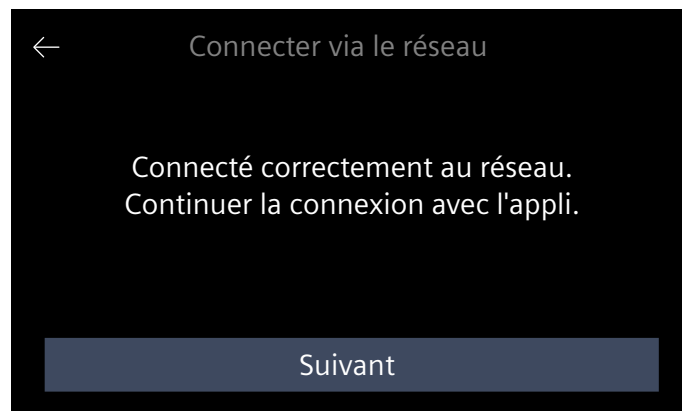 Connecter via le réseau
Connecté correctement au réseau.
Continuer la connexion avec l'appli.
Suivant